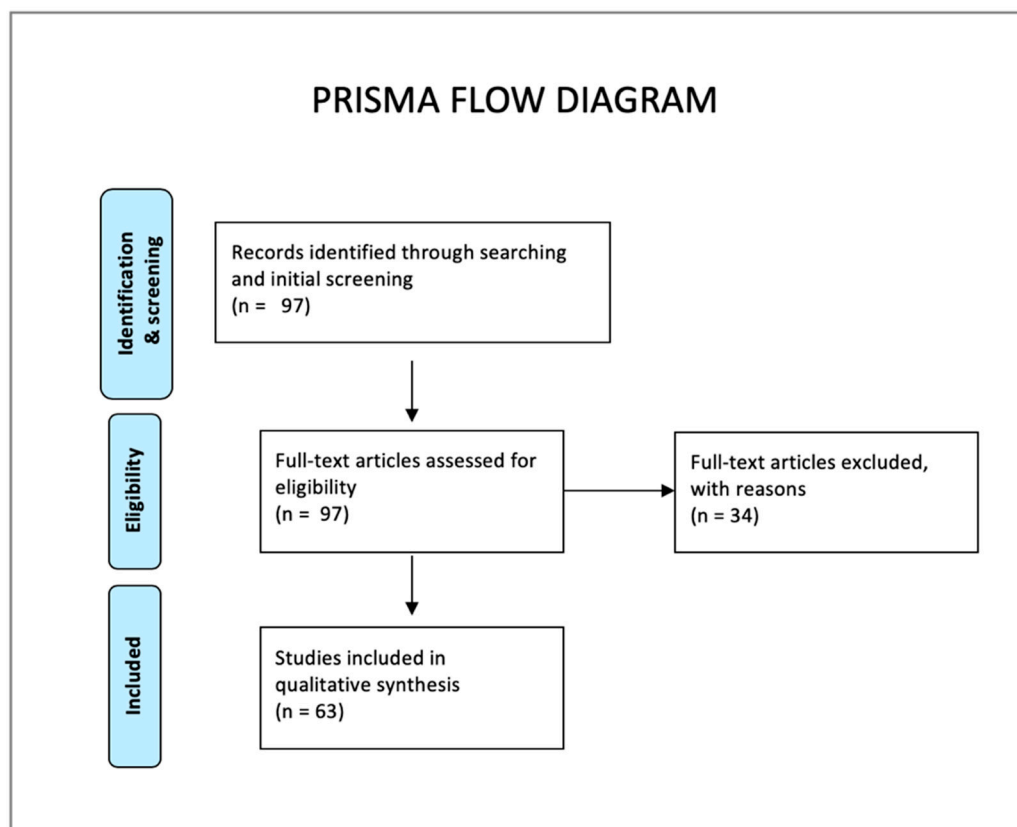 PRISMA FLOW DIAGRAM
Identification
& screening
Records identified through searching
and initial screening
(n =   97)
Eligibility
Full-text articles assessed for
eligibility
(n =  97)
Full-text articles excluded,
with reasons
(n = 34)
Included
Studies included in
qualitative synthesis
(n = 63)